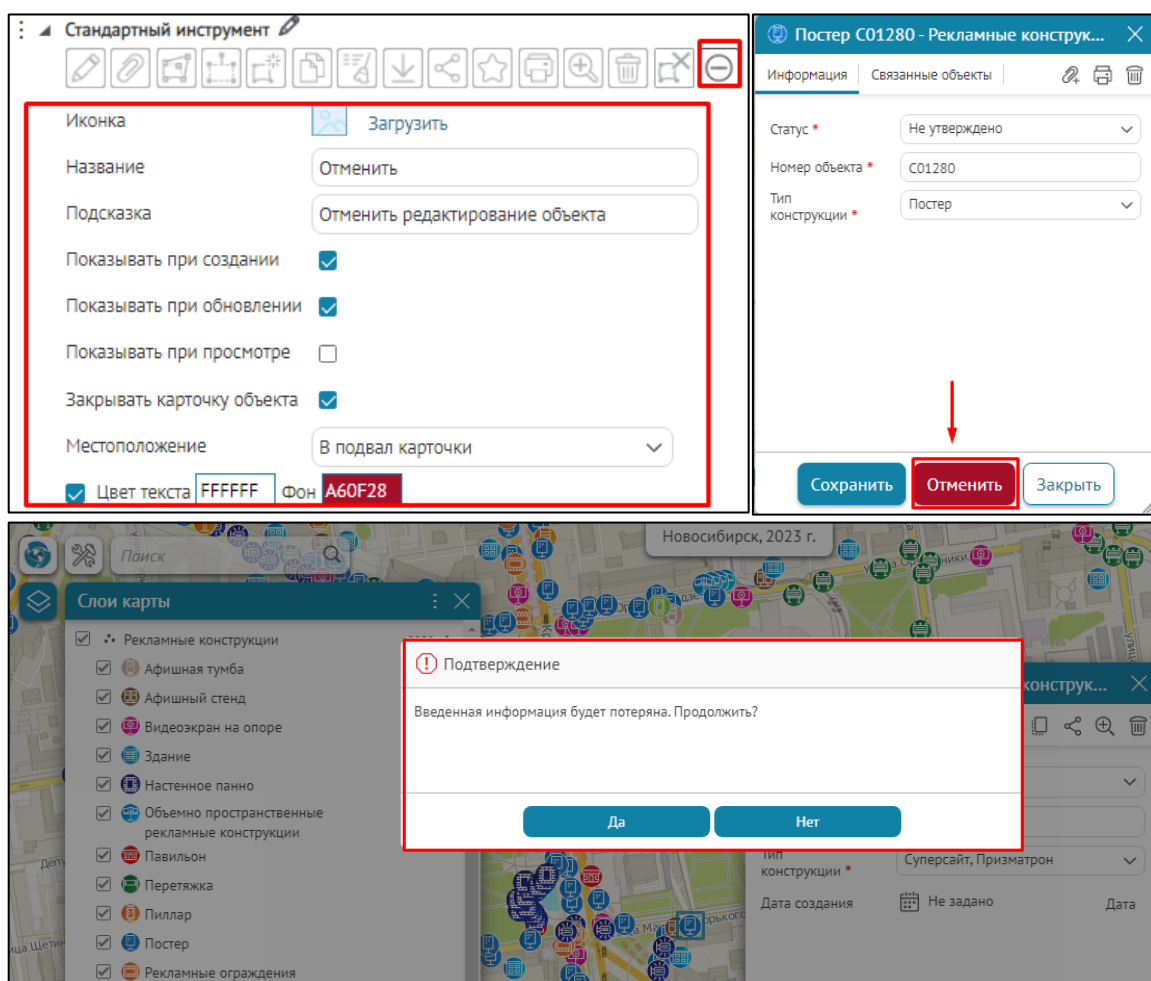 Стандартный инструмент
Иконка
Загрузить
Название
Отменить
Подсказка
Отменить редактирование объекта
Показывать при создании
Показывать при обновлении
Показывать при просмотре
Закрывать карточку объекта
Местоположение
В подвал карточки
Цвет текста FFFFFF Фон A60F28
Постер С01280 - Рекламные конструк...
Информация Связанные объекты
Статус * Не утверждено
Номер объекта * С01280
Тип
конструкции * Постер
Сохранить Отменить Закрыть
Поиск
Новосибирск, 2023 г.
Слои карты
Рекламные конструкции
Афишная тумба
Афишный стенд
Видеоэкран на опоре
Здание
Настенное панно
Объемно пространственные
рекламные конструкции
Павильон
Перетяжка
Пиллар
Постер
Рекламные ограждения
Подтверждение
Введенная информация будет потеряна. Продолжить?
Да Нет
конструк...
Тип
конструкции * Суперсайт, Призматрон
Дата создания Не задано Дата